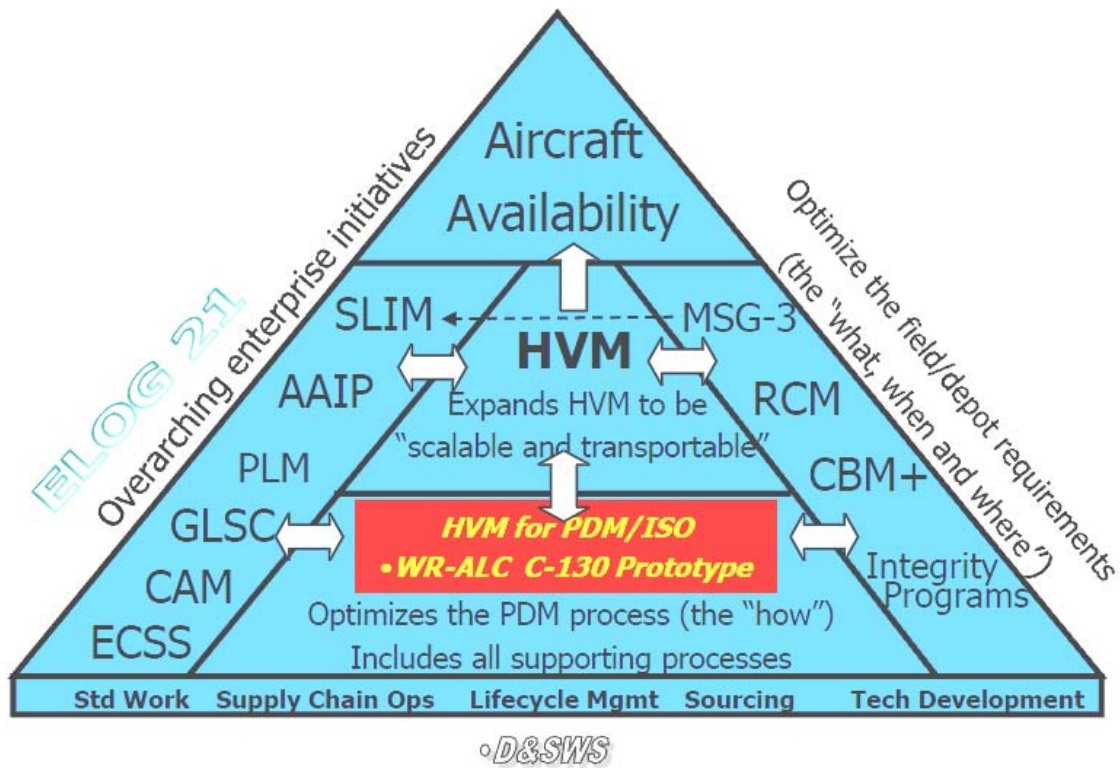 Aircraft
Availability
ELOG 21
Overarching enterprise initiatives
Optimize the field/depot requirements
(the "what, when and where")
SLIM
MSG-3
HVM
AAIP
RCM
Expands HVM to be
"scalable and transportable"
PLM
CBM+
GLSC
HVM for PDM/ISO
•WR-ALC C-130 Prototype
CAM
Integrity
Programs
Optimizes the PDM process (the "how")
ECSS
Includes all supporting processes
Std Work Supply Chain Ops Lifecycle Mgmt Sourcing Tech Development
•D&SWS